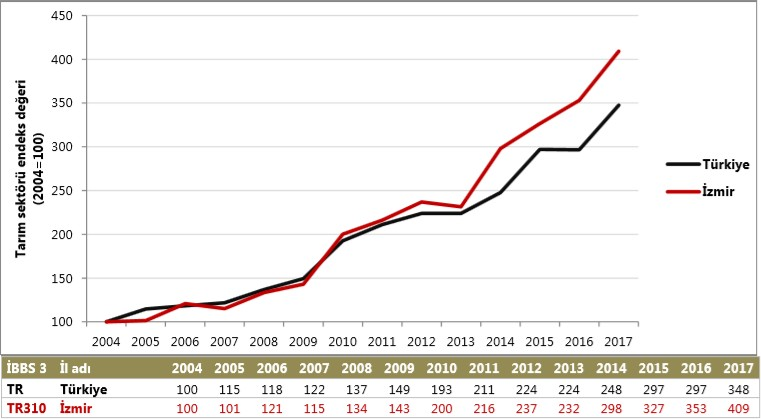 450
400
350
300
250
200
150
100
Tarım sektörü endeks değeri
(2004=100)
2004 2005 2006 2007 2008 2009 2010 2011 2012 2013 2014 2015 2016 2017
Türkiye
İzmir
İBBS 3 İl adı 2004 2005 2006 2007 2008 2009 2010 2011 2012 2013 2014 2015 2016 2017
TR Türkiye 100 115 118 122 137 149 193 211 224 224 248 297 297 348
TR310 İzmir 100 101 121 115 134 143 200 216 237 232 298 327 353 409